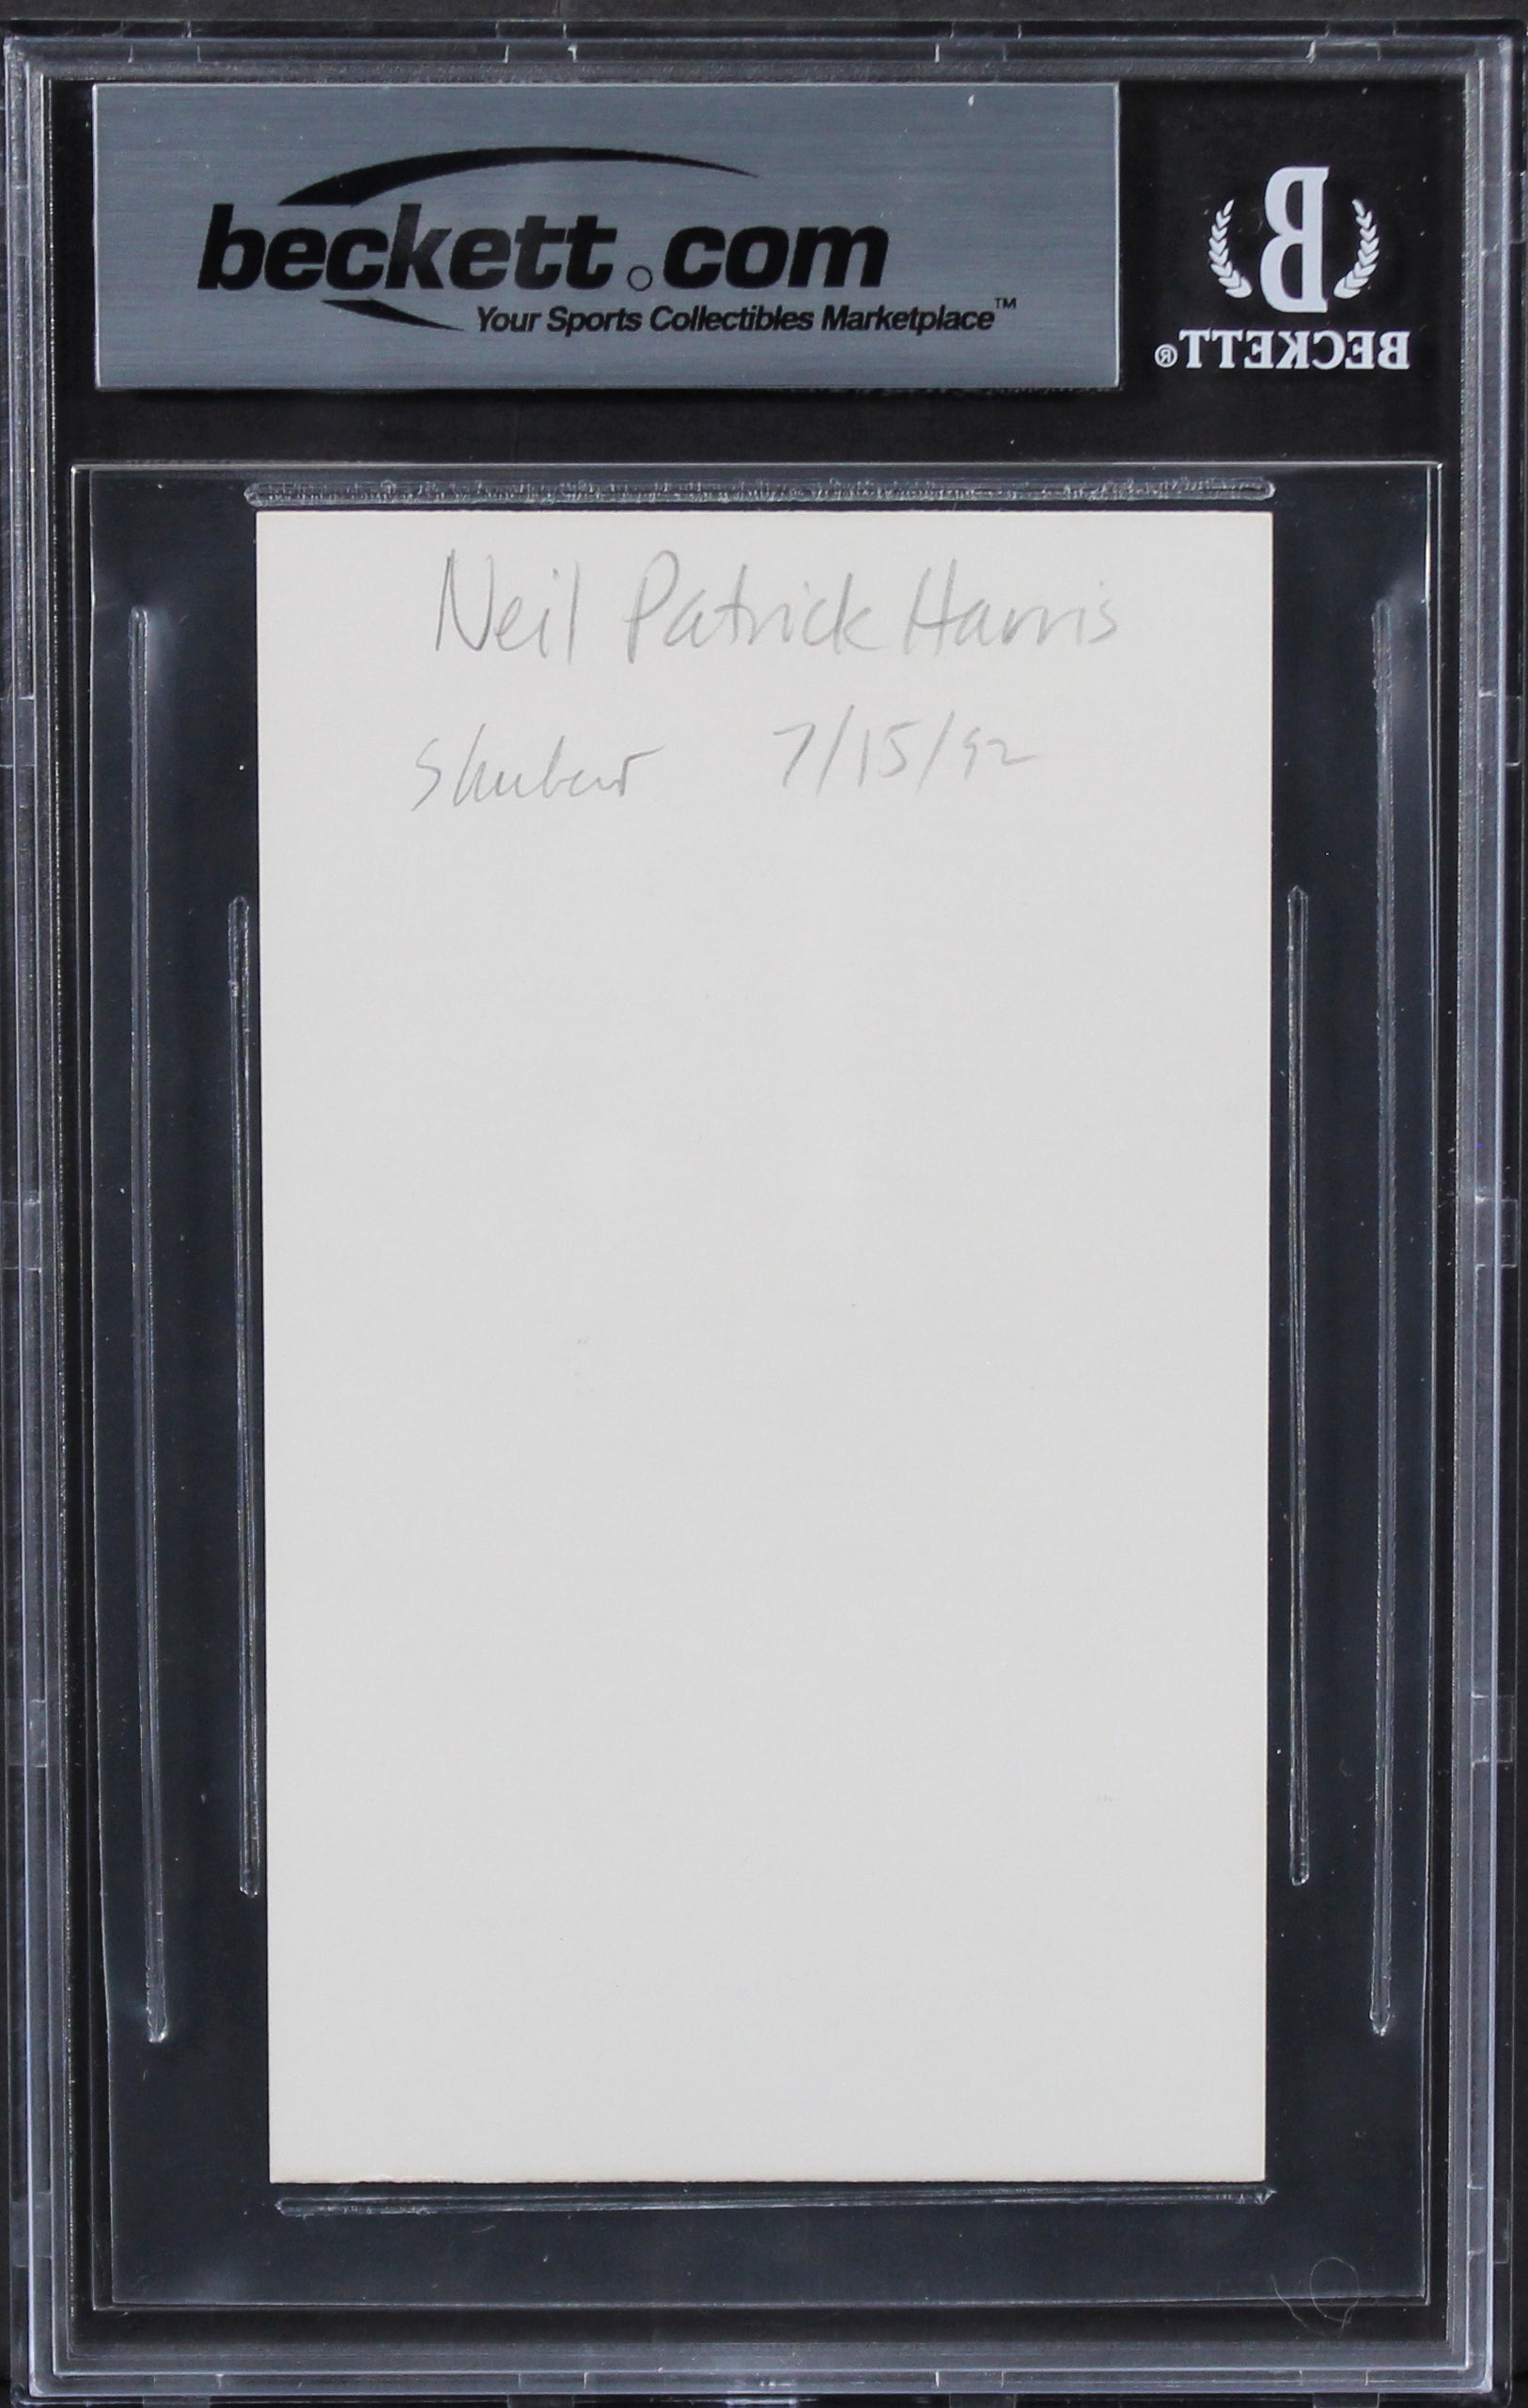 beckett.com
Your Sports Collectibles Marketplace™
B
BECKETT®
Neil Patrick Harris
Shubert 7/15/92